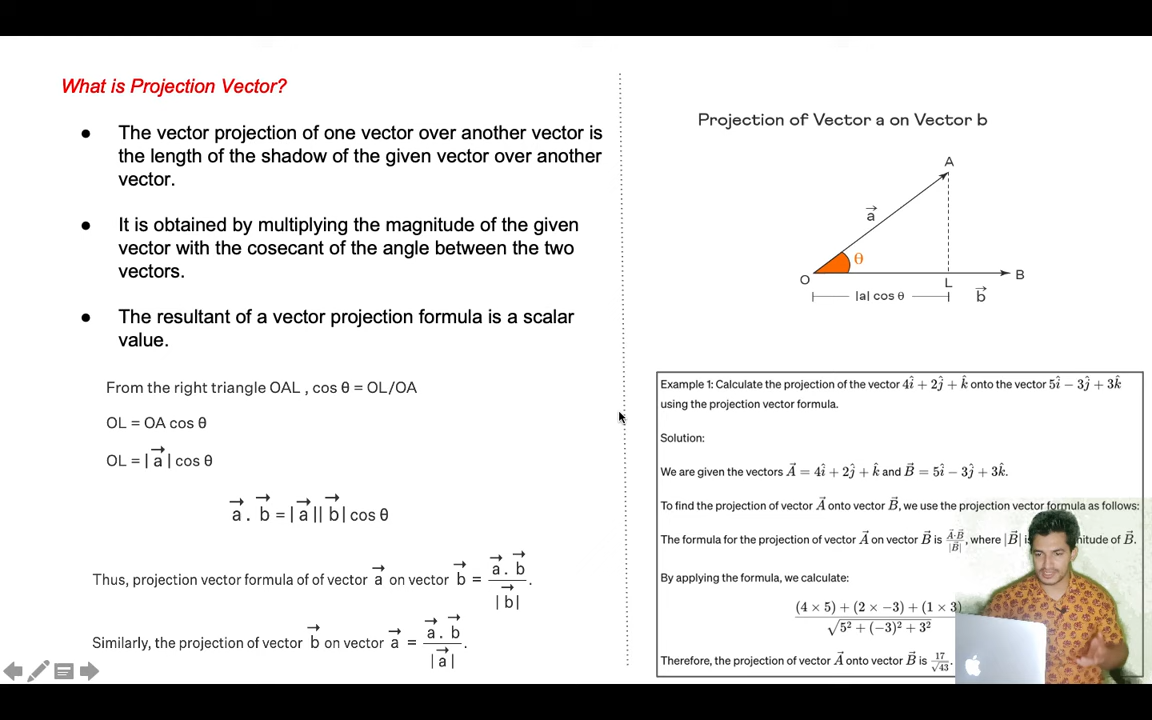 What is Projection Vector?
● The vector projection of one vector over another vector is
the length of the shadow of the given vector over another
vector.
● It is obtained by multiplying the magnitude of the given
vector with the cosecant of the angle between the two
vectors.
● The resultant of a vector projection formula is a scalar
value.
From the right triangle OAL , cos θ = OL/OA
OL = OA cos θ
OL = | a⃗ | cos θ
a⃗ . b⃗ = | a⃗ || b⃗ | cos θ
Thus, projection vector formula of of vector a⃗ on vector b⃗ = a⃗ . b⃗ / | b⃗ | .
Similarly, the projection of vector b⃗ on vector a⃗ = a⃗ . b⃗ / | a⃗ | .
Projection of Vector a on Vector b
A
a⃗
θ
O
L
B
|a| cos θ
b⃗
Example 1: Calculate the projection of the vector 4î + 2ĵ + k̂ onto the vector 5î − 3ĵ + 3k̂
using the projection vector formula.
Solution:
We are given the vectors A⃗ = 4î + 2ĵ + k̂ and B⃗ = 5î − 3ĵ + 3k̂.
To find the projection of vector A⃗ onto vector B⃗, we use the projection vector formula as follows:
The formula for the projection of vector A⃗ on vector B⃗ is A⃗·B⃗ / |B⃗|, where |B⃗| of B⃗.
By applying the formula, we calculate:
(4 × 5) + (2 × −3) + (1 × 3)
√5² + (−3)² + 3²
Therefore, the projection of vector A⃗ onto vector B⃗ is 17/√43.